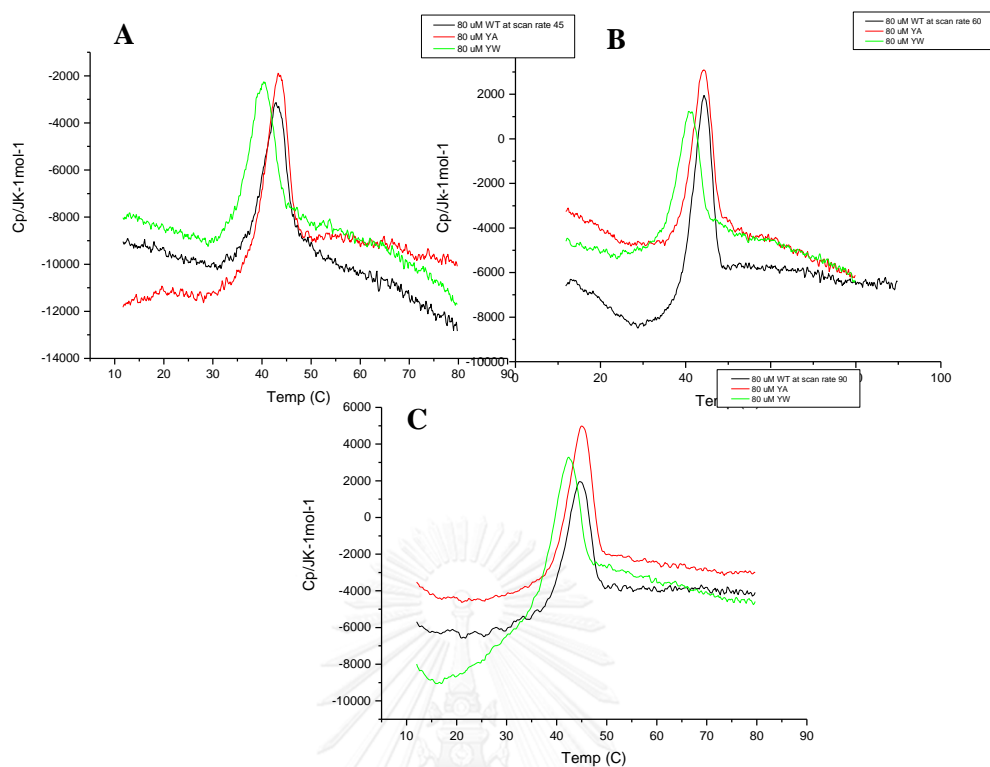 A
80 uM WT at scan rate 45
80 uM YA
80 uM YW
-2000
-4000
-6000
-8000
-10000
-12000
-14000
Cp/JK-1mol-1
10 20 30 40 50 60 70 80 90
Temp (C)
B
80 uM WT at scan rate 60
80 uM YA
80 uM YW
2000
0
-2000
-4000
-6000
-8000
-10000
Cp/Jk-1mol-1
0 20 40 60 80 100
C
80 uM WT at scan rate 90
80 uM YA
80 uM YW
6000
4000
2000
0
-2000
-4000
-6000
-8000
-10000
Cp/JK-1mol-1
10 20 30 40 50 60 70 80 90
Temp (C)